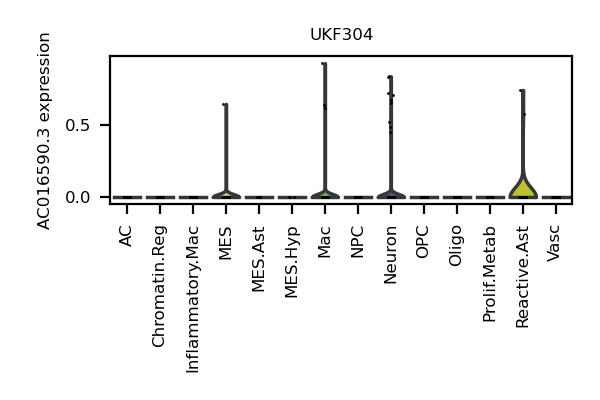 UKF304
AC016590.3 expression
0.5
0.0
AC
Chromatin.Reg
Inflammatory.Mac
MES
MES.Ast
MES.Hyp
Mac
NPC
Neuron
OPC
Oligo
Prolif.Metab
Reactive.Ast
Vasc